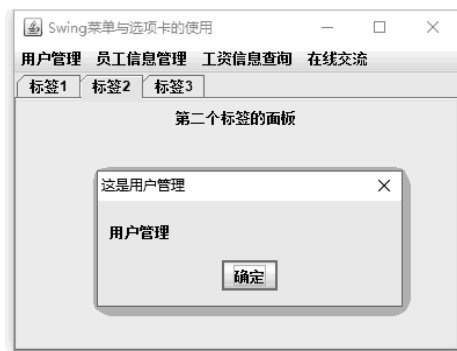 Swing菜单与选项卡的使用
用户管理 员工信息管理 工资信息查询 在线交流
标签1 标签2 标签3
第二个标签的面板
这是用户管理
用户管理
确定